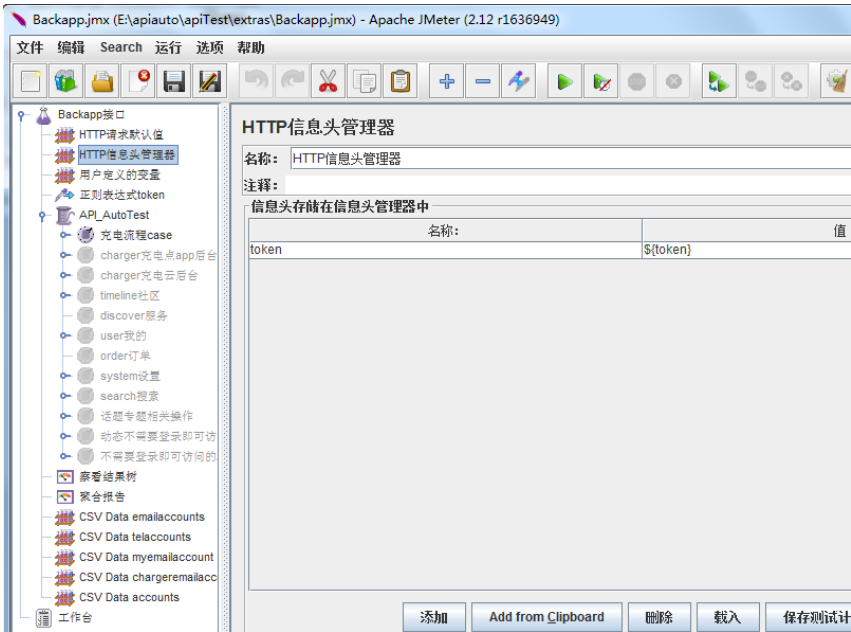 Backapp.jmx (E:\apiauto\apiTest\extras\Backapp.jmx) - Apache JMeter (2.12 r1636949)
文件 编辑 Search 运行 选项 帮助
Backapp接口
HTTP请求默认值
HTTP信息头管理器
用户定义的变量
正则表达式token
API_AutoTest
充电流程case
charger充电点app后台
charger充电云后台
timeline社区
discover服务
user我的
order订单
system设置
search搜索
话题专题相关操作
动态不需要登录即可访
不需要登录即可访问的
察看结果树
聚合报告
CSV Data emailaccounts
CSV Data telaccounts
CSV Data myemailaccount
CSV Data chargeremailacc
CSV Data accounts
工作台
HTTP信息头管理器
名称: HTTP信息头管理器
注释:
信息头存储在信息头管理器中
名称: 值
token ${token}
添加 Add from Clipboard 删除 载入 保存测试计